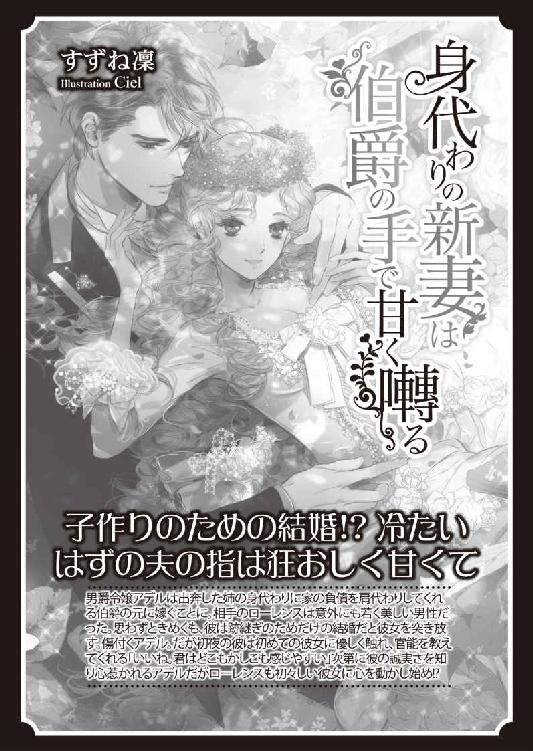 すずね凜
Illustration Ciel
身代わりの新妻は
伯爵の手で甘く囀る
子作りのための結婚!? 冷たい
はずの夫の指は狂おしく甘くて
男爵令嬢アデルは出奔した姉の身代わりに家の負債を肩代わりしてくれ
る伯爵の元に嫁ぐことに。相手のローレンスは意外にも若く美しい男性だ
った。思わずときめくも、彼は跡継ぎのためだけの結婚だと彼女を突き放
す。傷付くアデル。だが初夜の彼は初めての彼女に優しく触れ、官能を教え
てくれる「いいね。君はどこもかしこも感じやすい」次第に彼の誠実さを知
り心惹かれるアデルだがローレンスも初々しい彼女に心を動かし始め!?